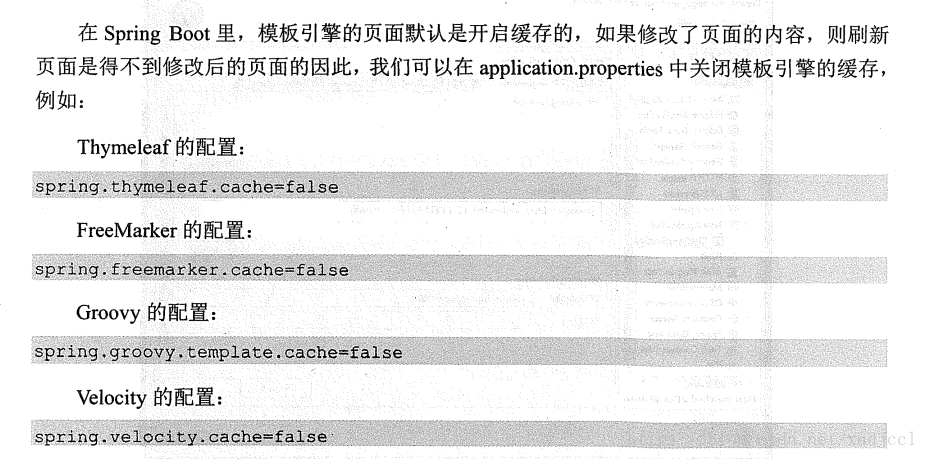 在 Spring Boot 里，模板引擎的页面默认是开启缓存的，如果修改了页面的内容，则刷新
页面是得不到修改后的页面的因此，我们可以在 application.properties 中关闭模板引擎的缓存，
例如：
Thymeleaf 的配置：
spring.thymeleaf.cache=false
FreeMarker 的配置：
spring.freemarker.cache=false
Groovy 的配置：
spring.groovy.template.cache=false
Velocity 的配置：
spring.velocity.cache=false